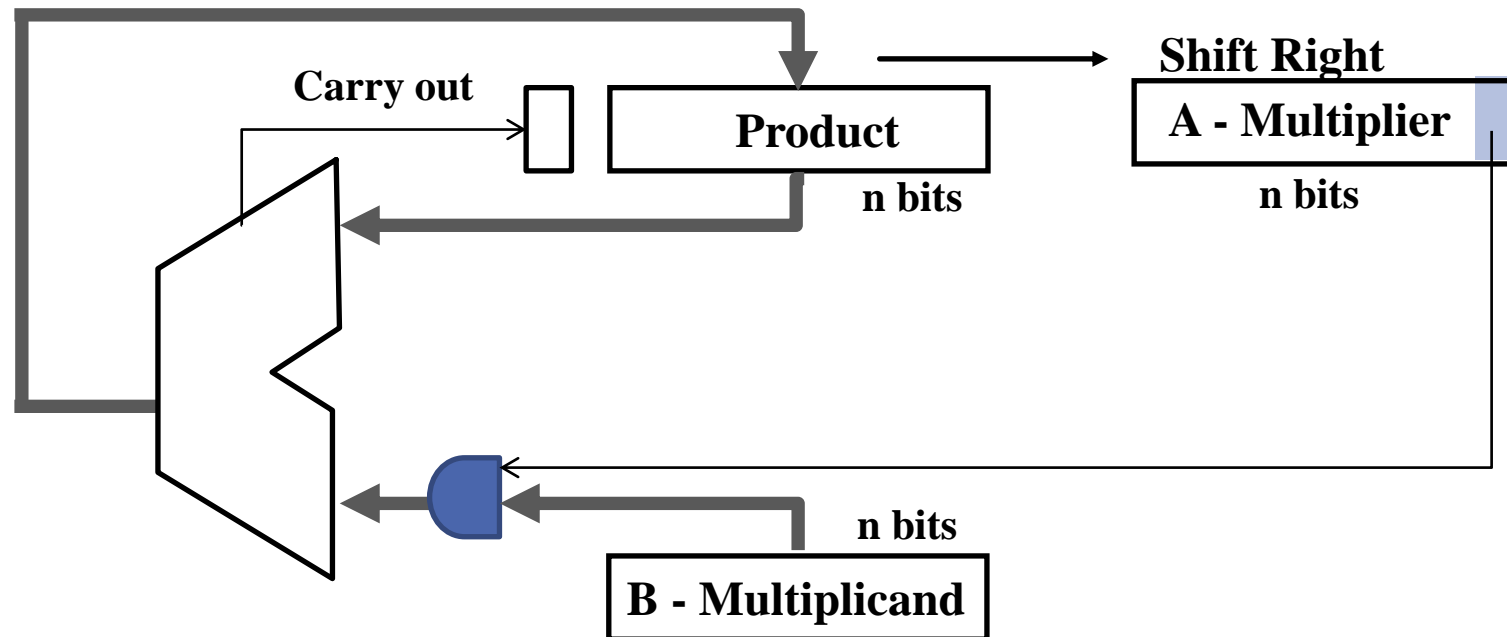 Shift Right
Carry out
Product
A - Multiplier
n bits
n bits
n bits
B - Multiplicand